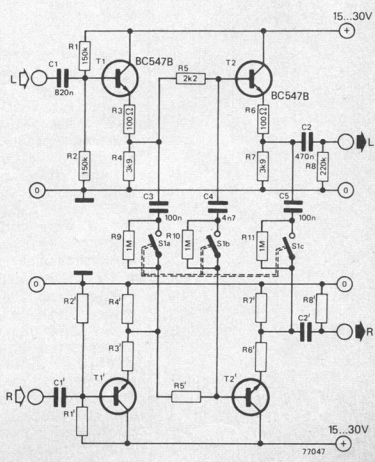 15...30V
R1
150k
T1
BC547B
R5
2k2
T2
BC547B
L
C1
820n
R3
100Ω
R6
100Ω
C2
470n
L
R2
150k
R4
3k9
R7
3k9
R8
220k
0
0
C3
100n
C4
4n7
C5
100n
R9
1M
S1a
R10
1M
S1b
R11
1M
S1c
0
0
R2'
R4'
R7'
R8'
C2'
R
R3'
R6'
R
C1'
T1'
R5'
T2'
R1'
15...30V
77047